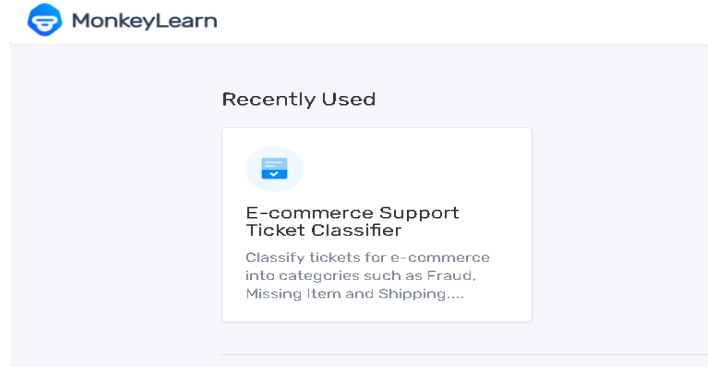 MonkeyLearn
Recently Used
E-commerce Support
Ticket Classifier
Classify tickets for e-commerce
into categories such as Fraud,
Missing Item and Shipping....